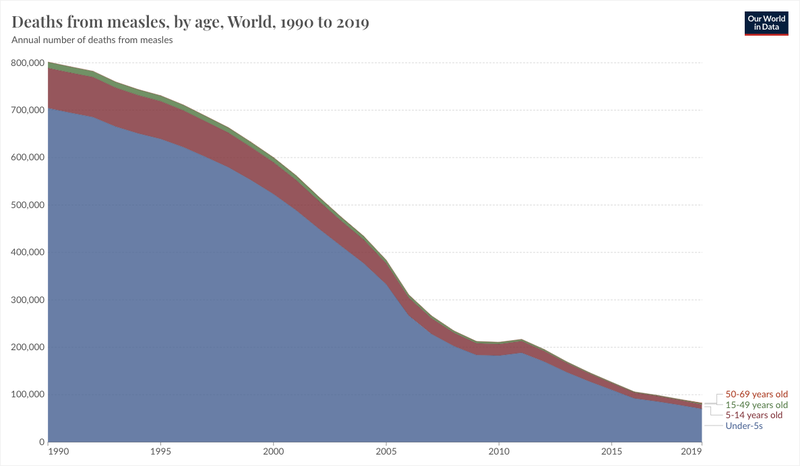 Deaths from measles, by age, World, 1990 to 2019
Annual number of deaths from measles
Our World
in Data
800,000
700,000
600,000
500,000
400,000
300,000
200,000
100,000
0
50-69 years old
15-49 years old
5-14 years old
Under-5s
1990
1995
2000
2005
2010
2015
2019